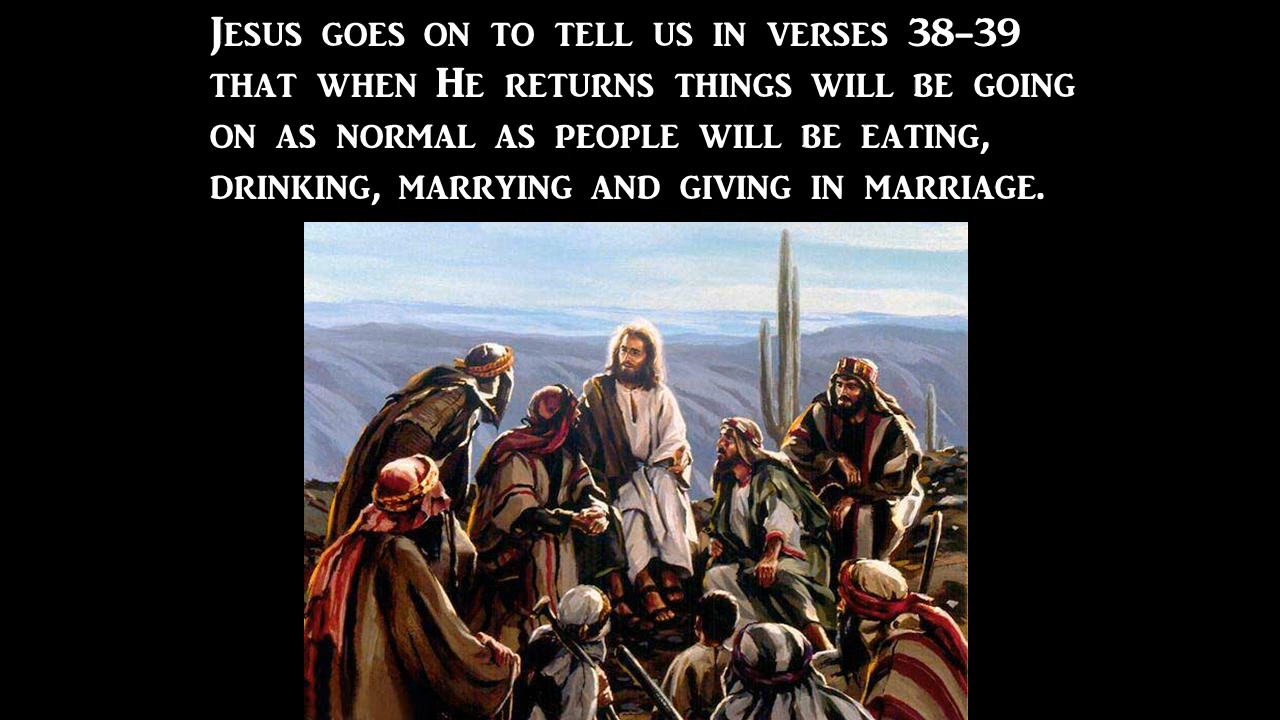 Jesus goes on to tell us in verses 38–39
that when He returns things will be going
on as normal as people will be eating,
drinking, marrying and giving in marriage.